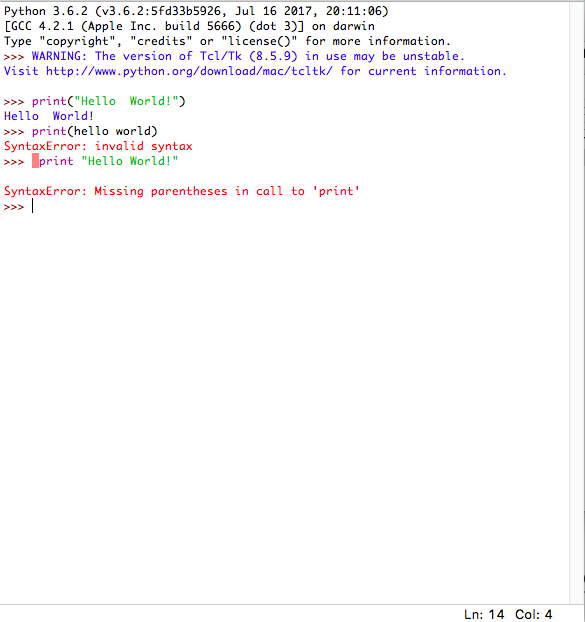 Python 3.6.2 (v3.6.2:5fd33b5926, Jul 16 2017, 20:11:06)
[GCC 4.2.1 (Apple Inc. build 5666) (dot 3)] on darwin
Type "copyright", "credits" or "license()" for more information.
>>> WARNING: The version of Tcl/Tk (8.5.9) in use may be unstable.
Visit http://www.python.org/download/mac/tcltk/ for current information.
>>> print("Hello  World!")
Hello  World!
>>> print(hello world)
SyntaxError: invalid syntax
>>> print "Hello World!"
SyntaxError: Missing parentheses in call to 'print'
>>>
Ln: 14 Col: 4